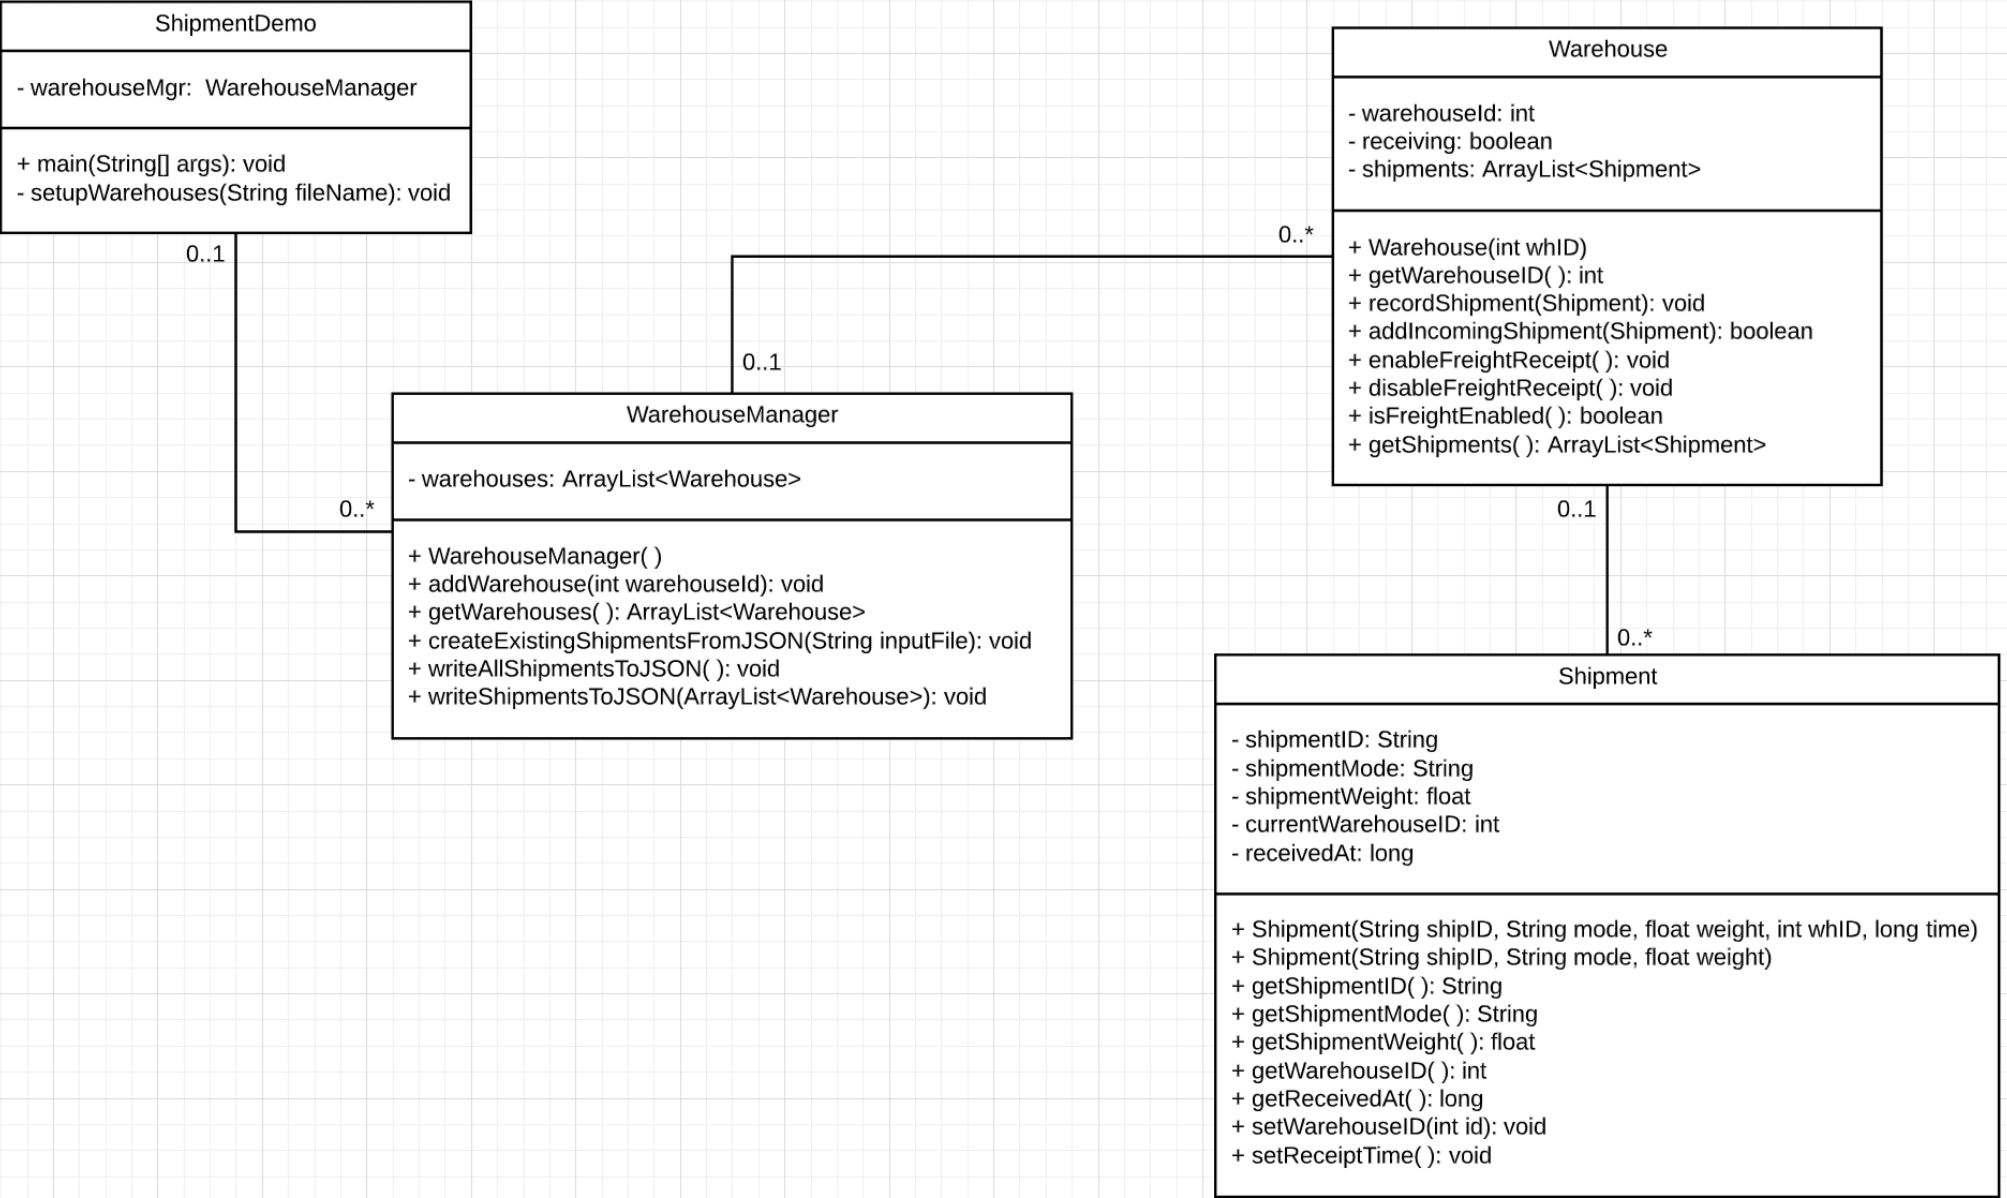 ShipmentDemo
- warehouseMgr:  WarehouseManager
+ main(String[] args): void
- setupWarehouses(String fileName): void
0..1
0..*
WarehouseManager
- warehouses: ArrayList<Warehouse>
+ WarehouseManager( )
+ addWarehouse(int warehouseId): void
+ getWarehouses( ): ArrayList<Warehouse>
+ createExistingShipmentsFromJSON(String inputFile): void
+ writeAllShipmentsToJSON( ): void
+ writeShipmentsToJSON(ArrayList<Warehouse>): void
0..1
0..*
Warehouse
- warehouseId: int
- receiving: boolean
- shipments: ArrayList<Shipment>
+ Warehouse(int whID)
+ getWarehouseID( ): int
+ recordShipment(Shipment): void
+ addIncomingShipment(Shipment): boolean
+ enableFreightReceipt( ): void
+ disableFreightReceipt( ): void
+ isFreightEnabled( ): boolean
+ getShipments( ): ArrayList<Shipment>
0..1
0..*
Shipment
- shipmentID: String
- shipmentMode: String
- shipmentWeight: float
- currentWarehouseID: int
- receivedAt: long
+ Shipment(String shipID, String mode, float weight, int whID, long time)
+ Shipment(String shipID, String mode, float weight)
+ getShipmentID( ): String
+ getShipmentMode( ): String
+ getShipmentWeight( ): float
+ getWarehouseID( ): int
+ getReceivedAt( ): long
+ setWarehouseID(int id): void
+ setReceiptTime( ): void